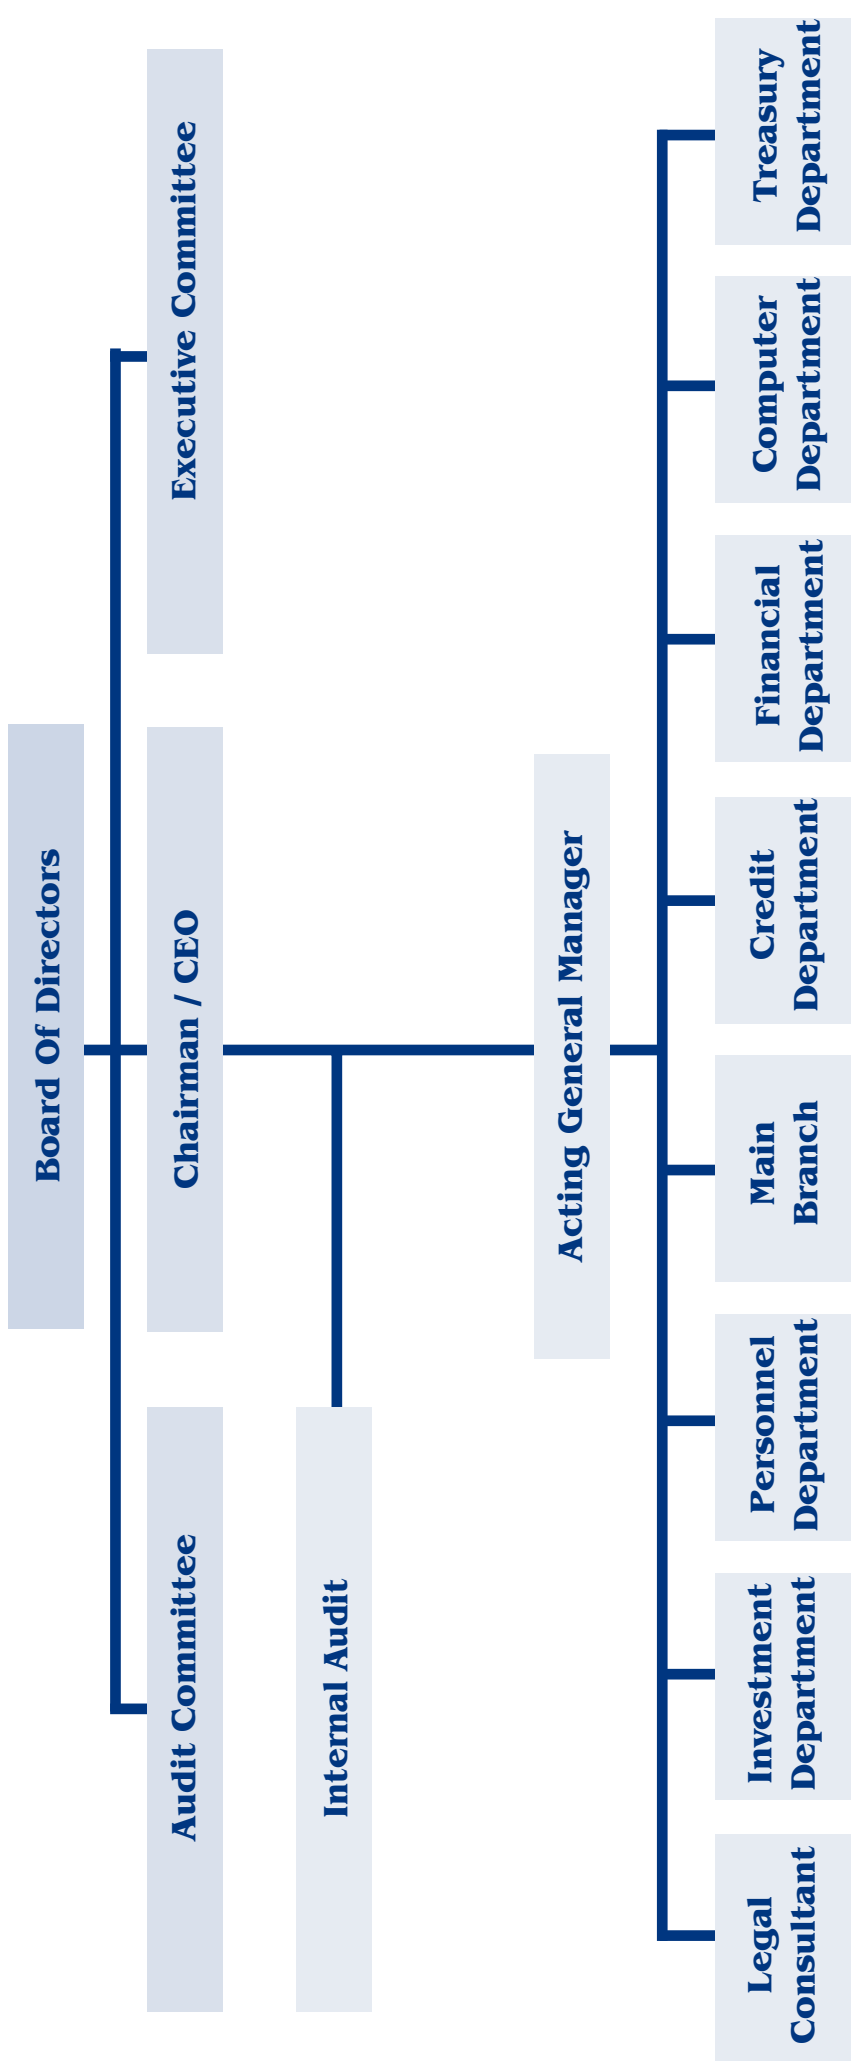 Board Of Directors
Audit Committee
Chairman / CEO
Executive Committee
Internal Audit
Acting General Manager
Legal
Consultant
Investment
Department
Personnel
Department
Main
Branch
Credit
Department
Financial
Department
Computer
Department
Treasury
Department